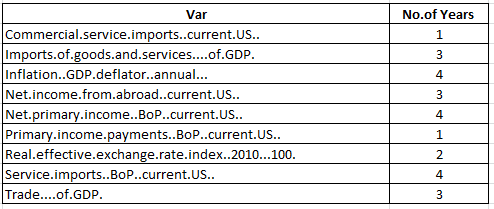 Var No.of Years
Commercial.service.imports..current.US.. 1
Imports.of.goods.and.services....of.GDP. 3
Inflation..GDP.deflator..annual... 4
Net.income.from.abroad..current.US.. 3
Net.primary.income..BoP..current.US.. 4
Primary.income.payments..BoP..current.US.. 1
Real.effective.exchange.rate.index..2010...100. 2
Service.imports..BoP..current.US.. 4
Trade....of.GDP. 3